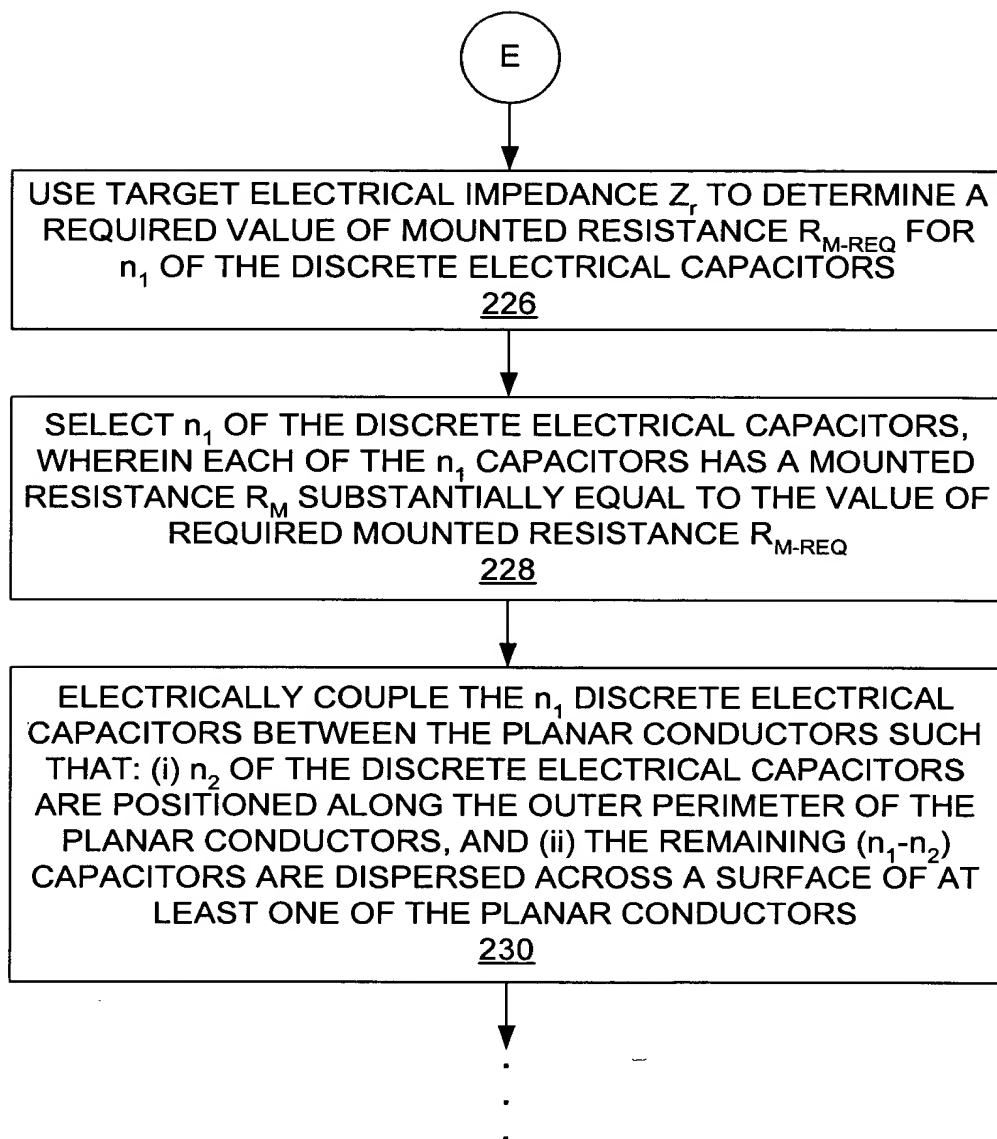 E
USE TARGET ELECTRICAL IMPEDANCE Zr TO DETERMINE A
REQUIRED VALUE OF MOUNTED RESISTANCE RM-REQ FOR
n1 OF THE DISCRETE ELECTRICAL CAPACITORS
226
SELECT n1 OF THE DISCRETE ELECTRICAL CAPACITORS,
WHEREIN EACH OF THE n1 CAPACITORS HAS A MOUNTED
RESISTANCE RM SUBSTANTIALLY EQUAL TO THE VALUE OF
REQUIRED MOUNTED RESISTANCE RM-REQ
228
ELECTRICALLY COUPLE THE n1 DISCRETE ELECTRICAL
CAPACITORS BETWEEN THE PLANAR CONDUCTORS SUCH
THAT: (i) n2 OF THE DISCRETE ELECTRICAL CAPACITORS
ARE POSITIONED ALONG THE OUTER PERIMETER OF THE
PLANAR CONDUCTORS, AND (ii) THE REMAINING (n1-n2)
CAPACITORS ARE DISPERSED ACROSS A SURFACE OF AT
LEAST ONE OF THE PLANAR CONDUCTORS
230